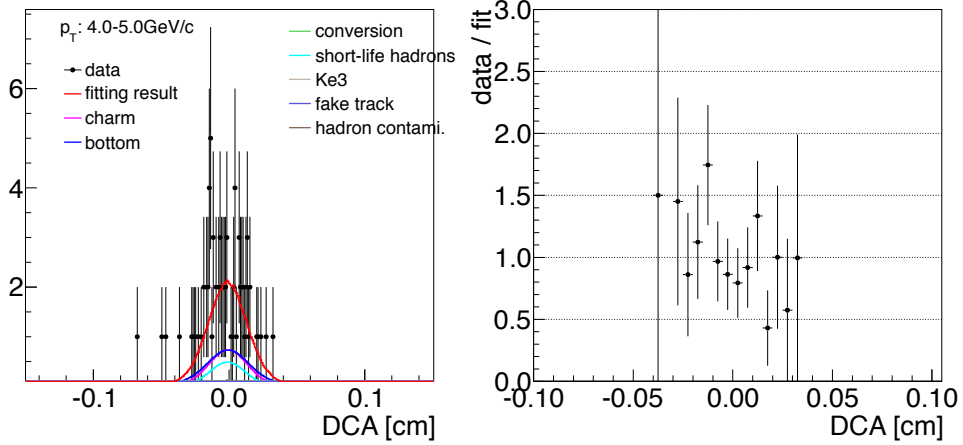 p_T: 4.0-5.0GeV/c
data
fitting result
charm
bottom
conversion
short-life hadrons
Ke3
fake track
hadron contami.
6
4
2
-0.1
0.0
0.1
DCA [cm]
data / fit
3.0
2.5
2.0
1.5
1.0
0.5
0.0
-0.10
-0.05
0.00
0.05
0.10
DCA [cm]